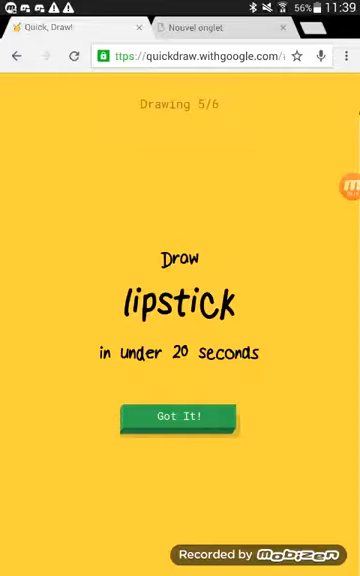 56% 11:39
Quick, Draw! × Nouvel onglet ×
ttps://quickdraw.withgoogle.com/
Drawing 5/6
Draw
lipstick
in under 20 seconds
Got It!
Recorded by mobizen